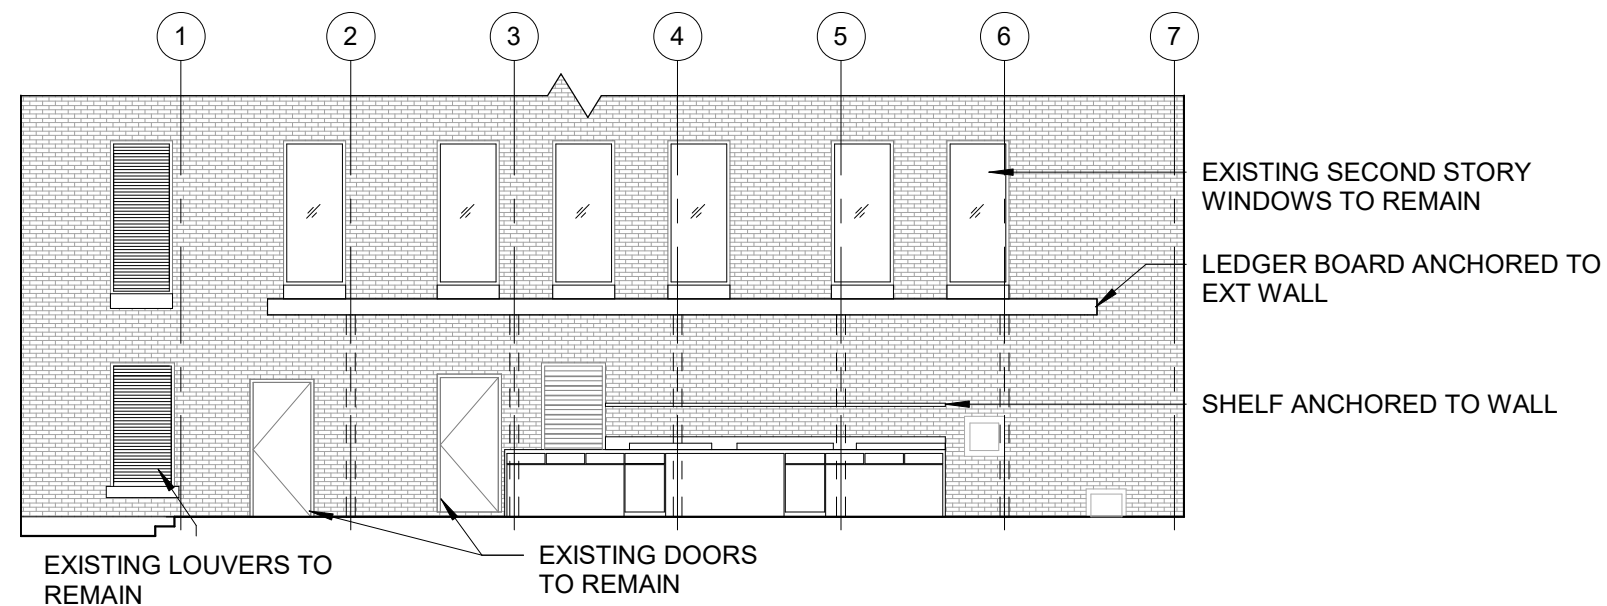 1 2 3 4 5 6 7
EXISTING SECOND STORY
WINDOWS TO REMAIN
LEDGER BOARD ANCHORED TO
EXT WALL
SHELF ANCHORED TO WALL
EXISTING LOUVERS TO
REMAIN
EXISTING DOORS
TO REMAIN